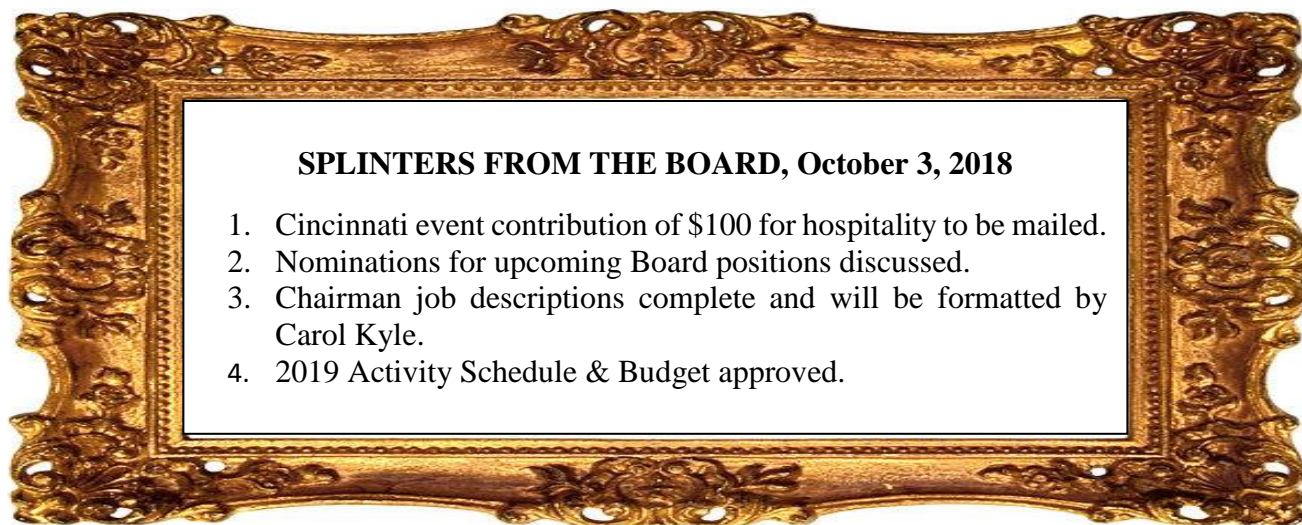 SPLINTERS FROM THE BOARD, October 3, 2018
1. Cincinnati event contribution of $100 for hospitality to be mailed.
2. Nominations for upcoming Board positions discussed.
3. Chairman job descriptions complete and will be formatted by
Carol Kyle.
4. 2019 Activity Schedule & Budget approved.